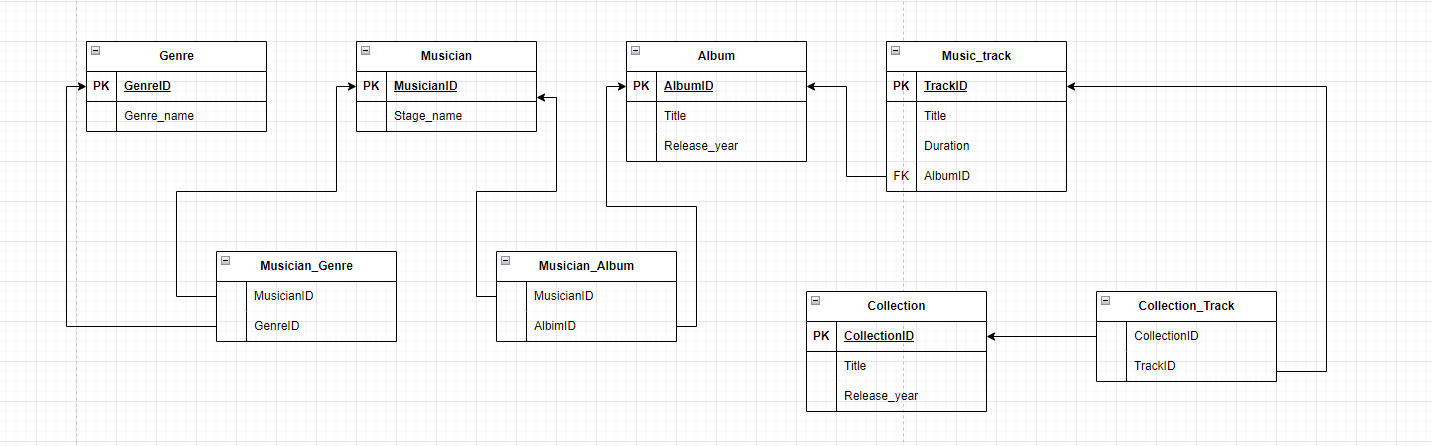 Genre
PK GenreID
Genre_name
Musician
PK MusicianID
Stage_name
Album
PK AlbumID
Title
Release_year
Music_track
PK TrackID
Title
Duration
FK AlbumID
Musician_Genre
MusicianID
GenreID
Musician_Album
MusicianID
AlbimID
Collection
PK CollectionID
Title
Release_year
Collection_Track
CollectionID
TrackID